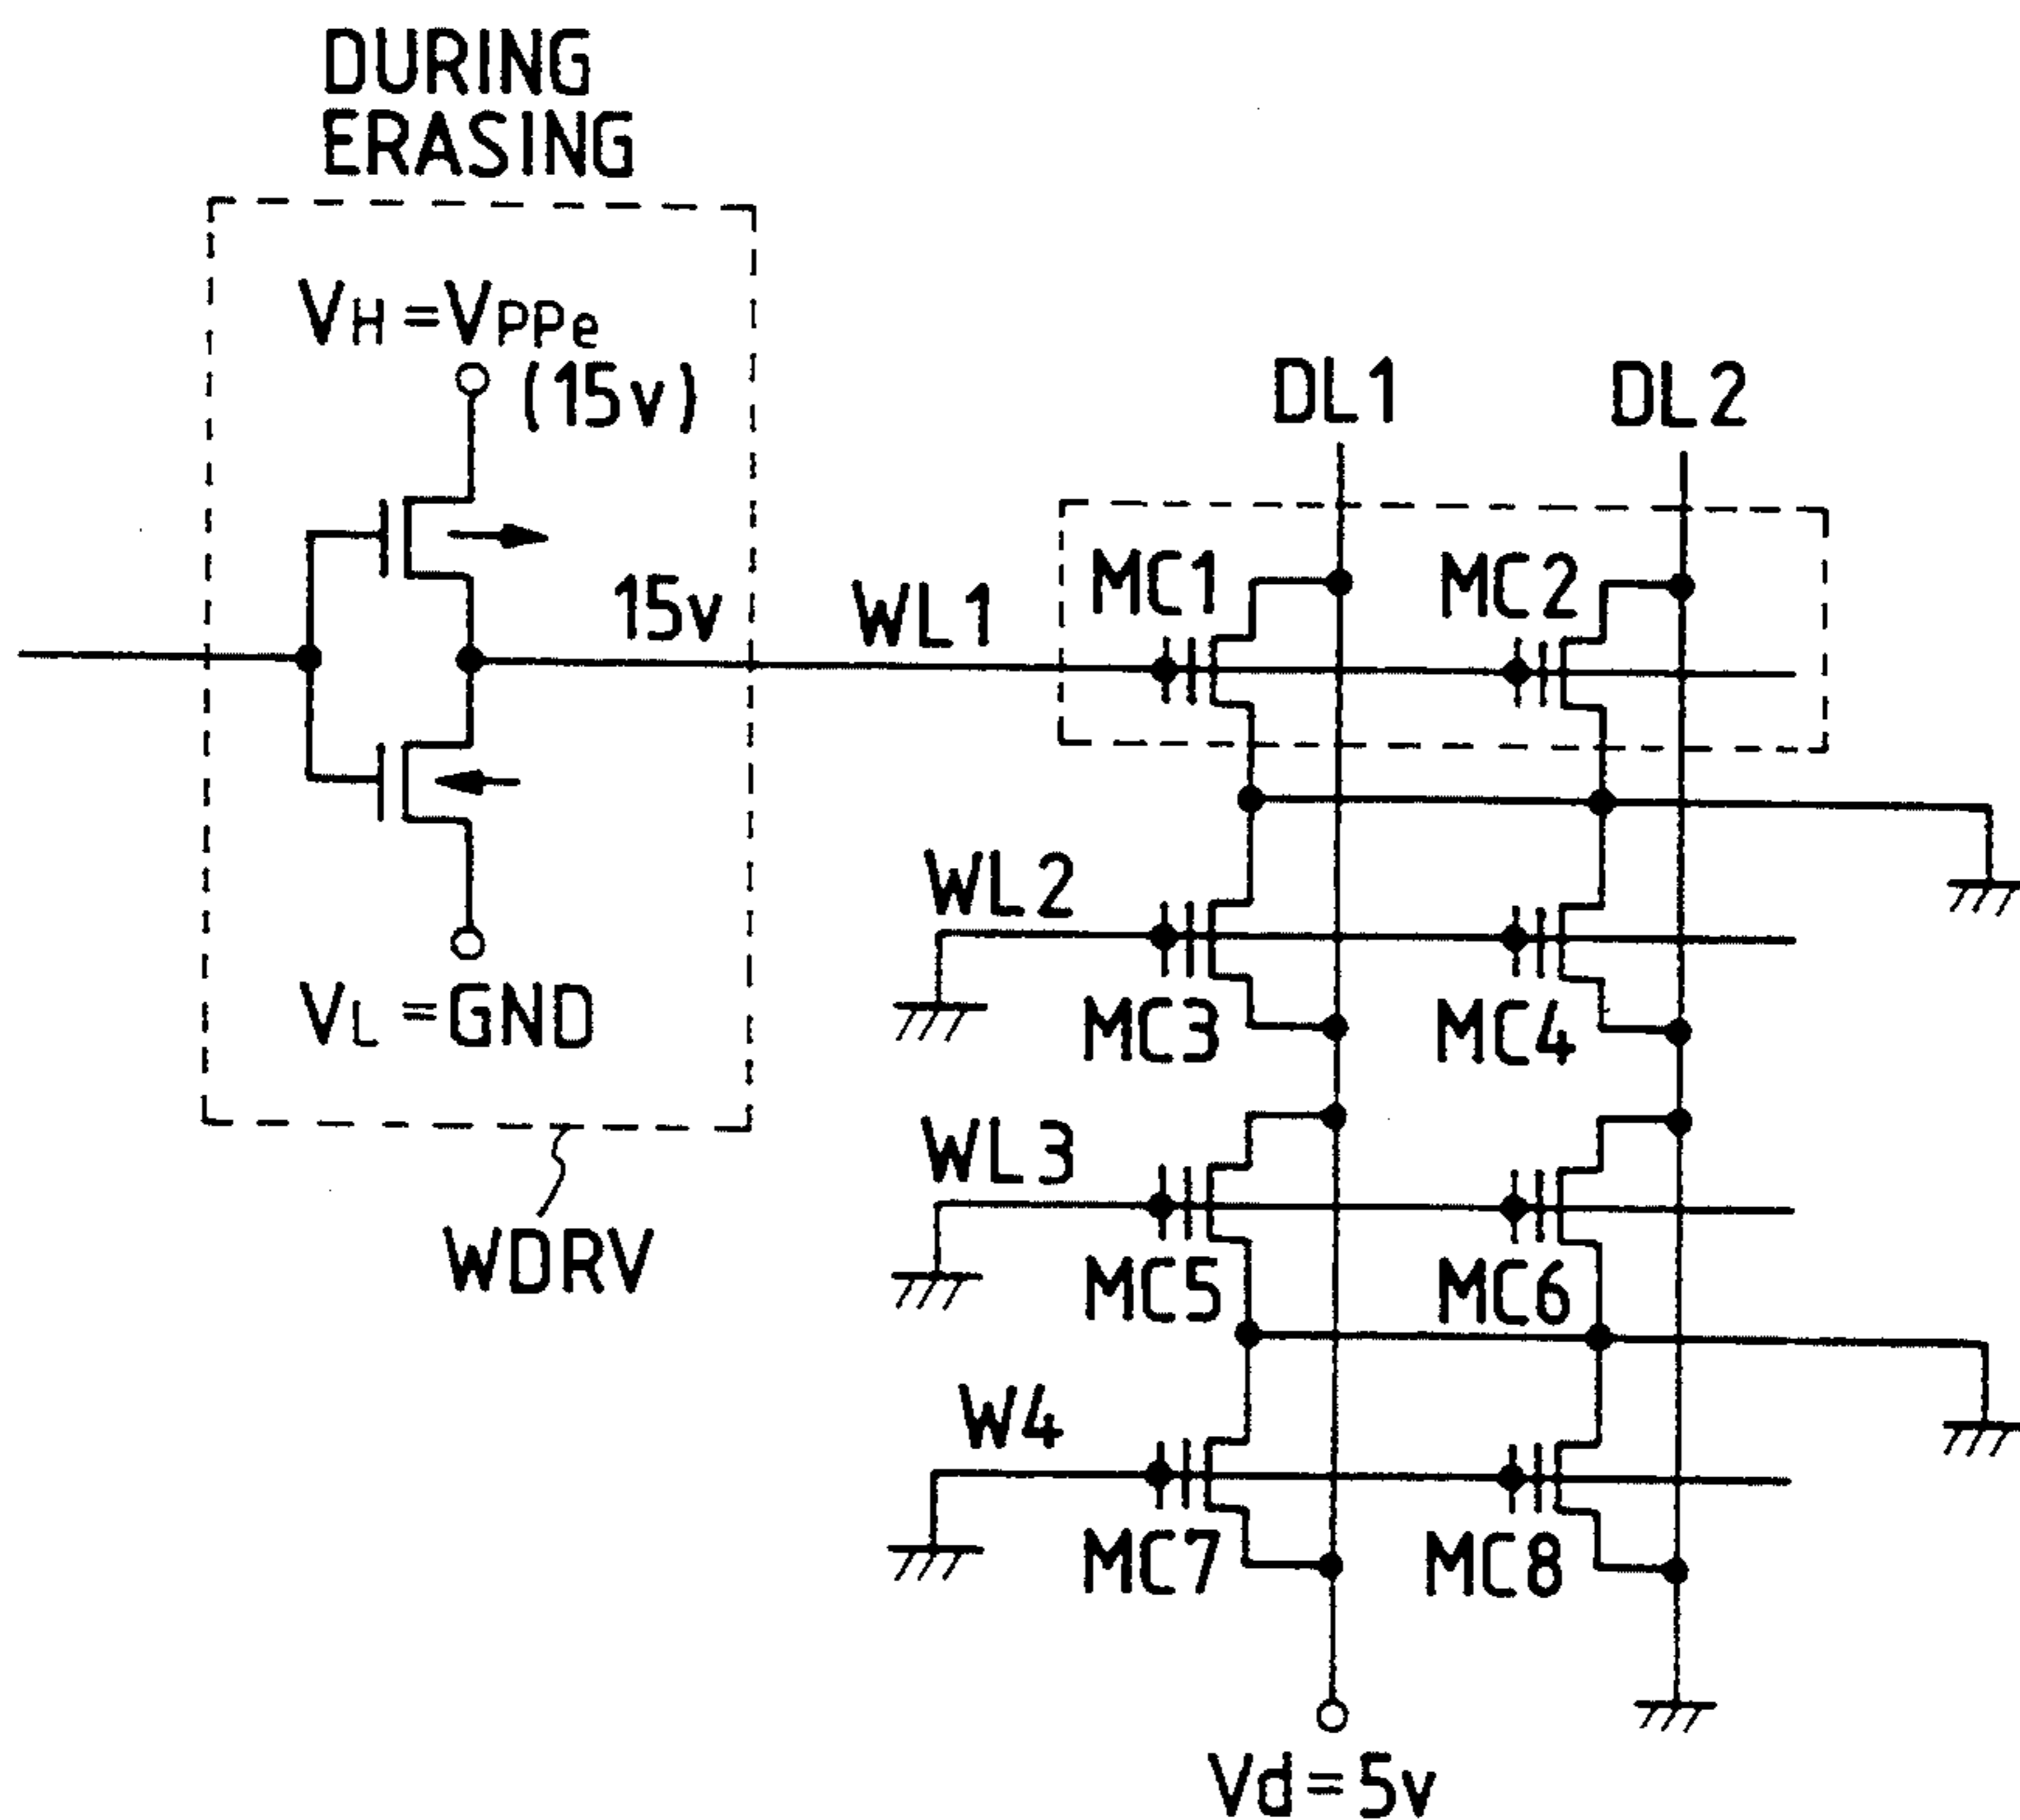 DURING
ERASING
VH=VPPe
(15v)
DL1
DL2
MC1
MC2
15v
WL1
WL2
VL=GND
MC3
MC4
WL3
WDRV
MC5
MC6
W4
MC7
MC8
Vd=5v